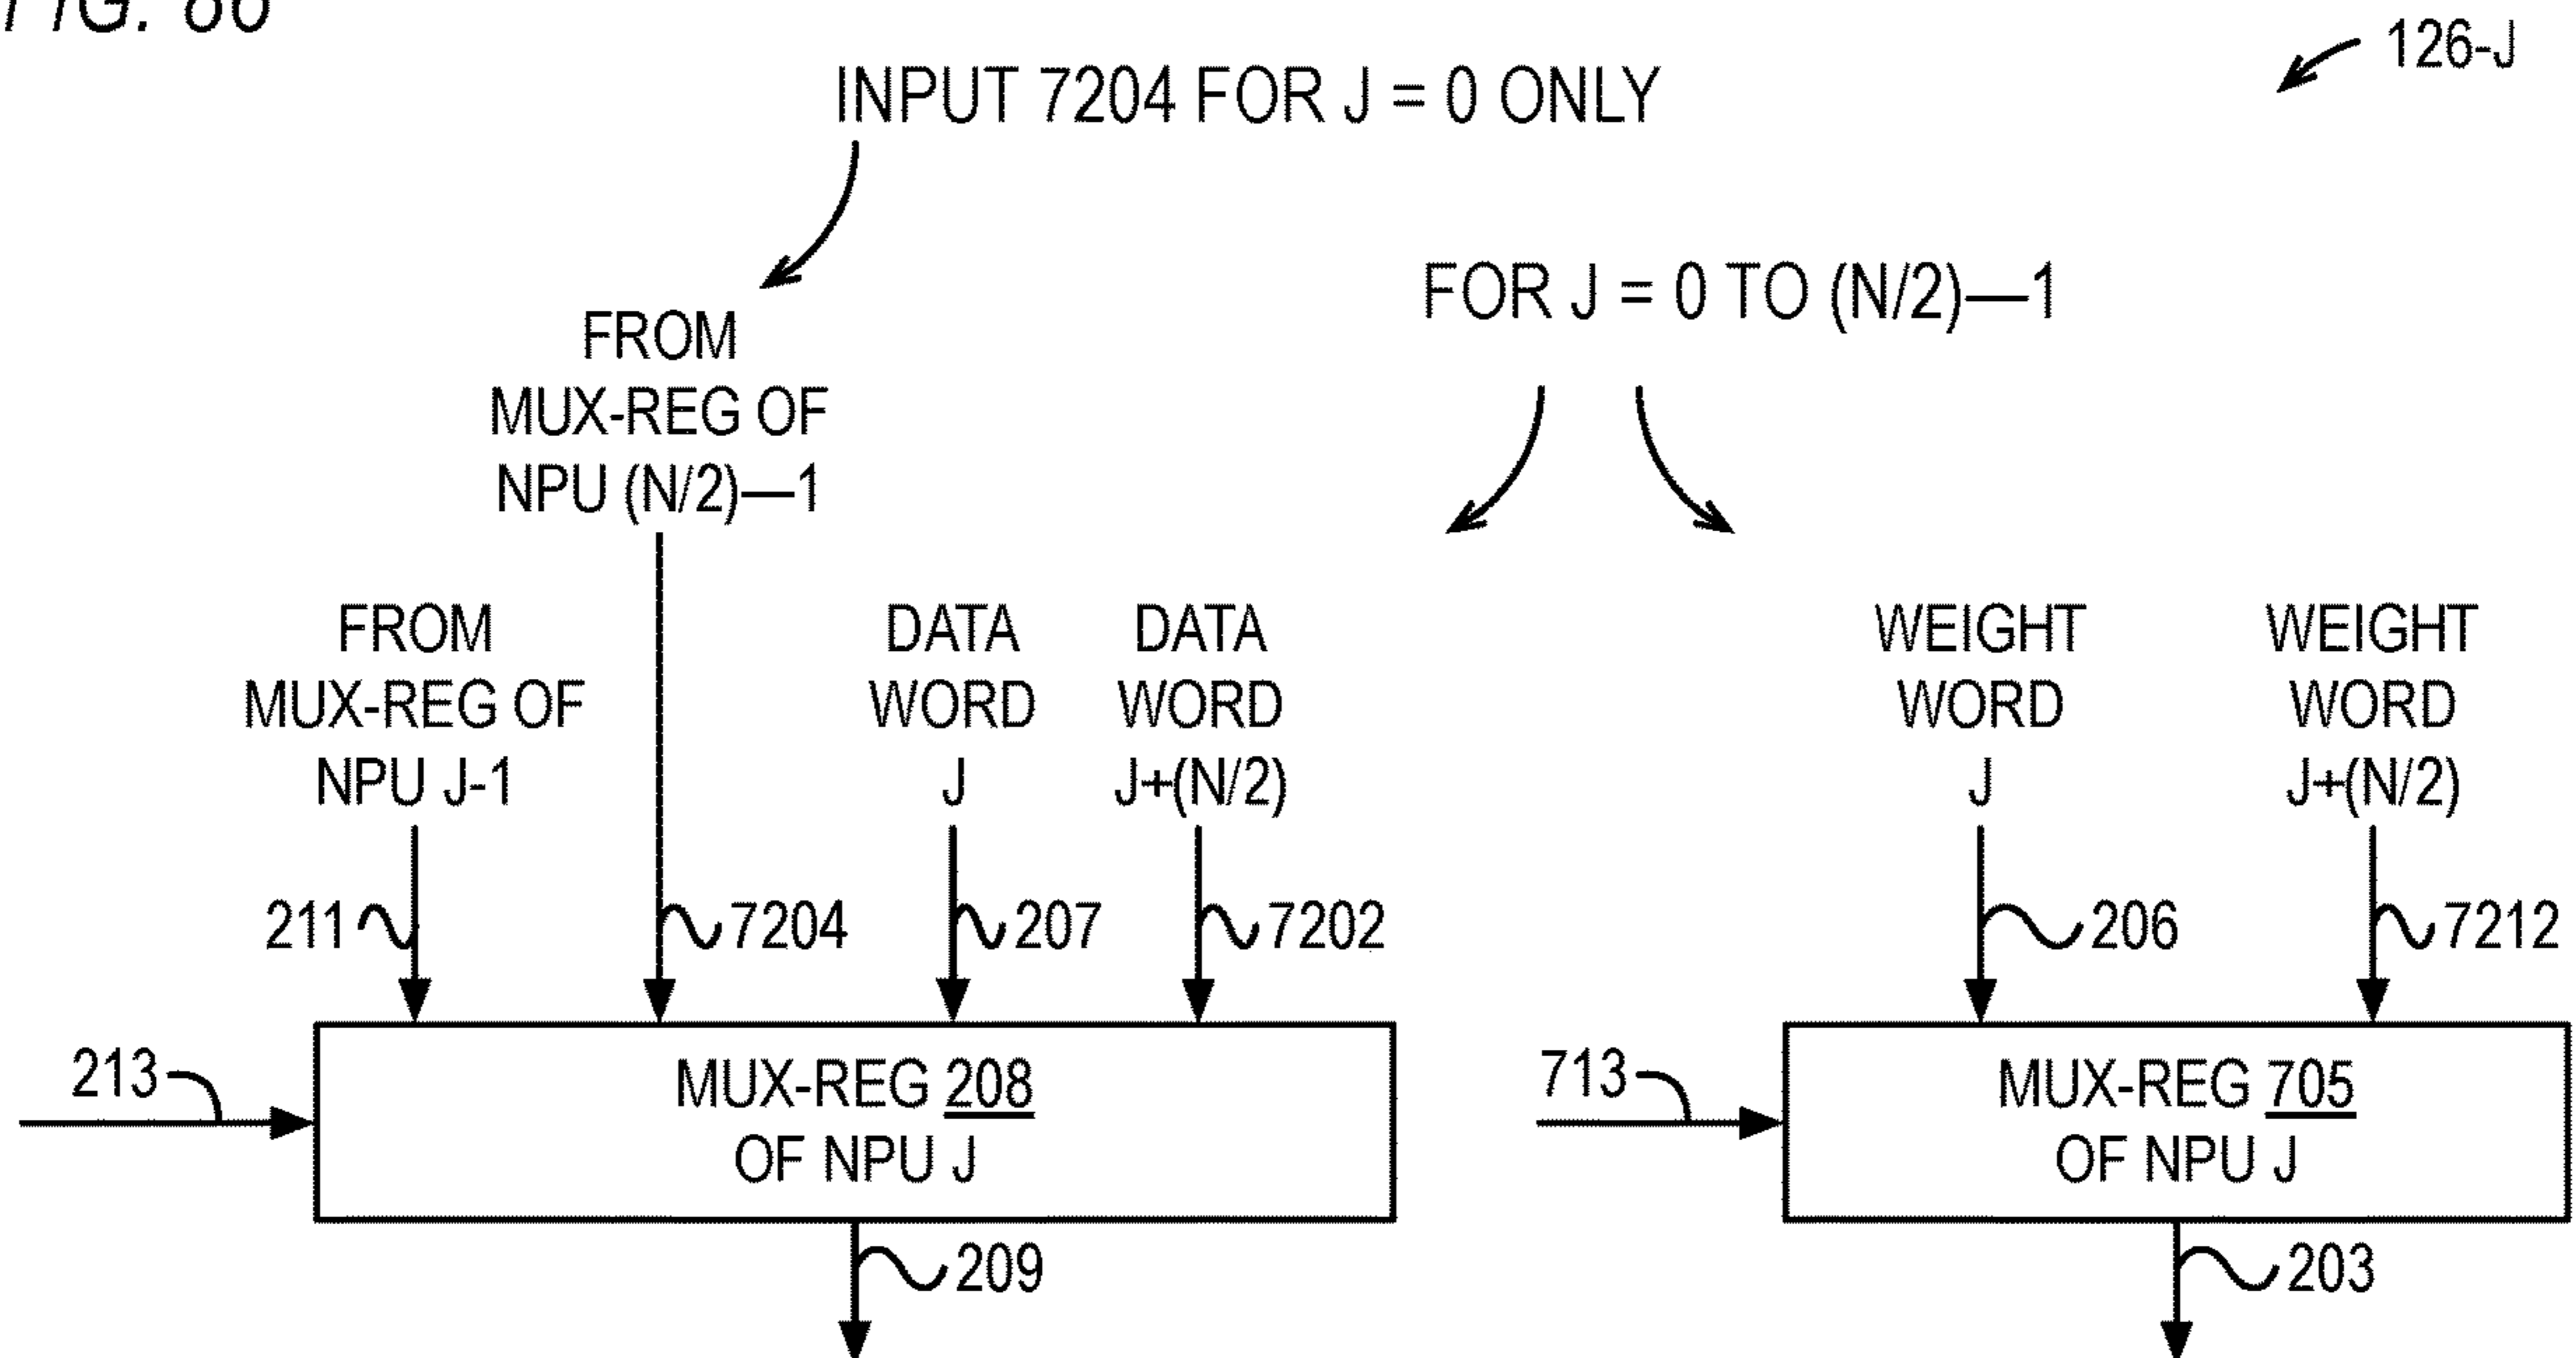 FIG.
126-J
INPUT 7204 FOR J = 0 ONLY
FOR J = 0 TO (N/2)—1
FROM
MUX-REG OF
NPU (N/2)—1
FROM
MUX-REG OF
NPU J-1
DATA
WORD
J
DATA
WORD
J+(N/2)
WEIGHT
WORD
J
WEIGHT
WORD
J+(N/2)
211
7204
207
7202
206
7212
213
MUX-REG 208
OF NPU J
713
MUX-REG 705
OF NPU J
209
203